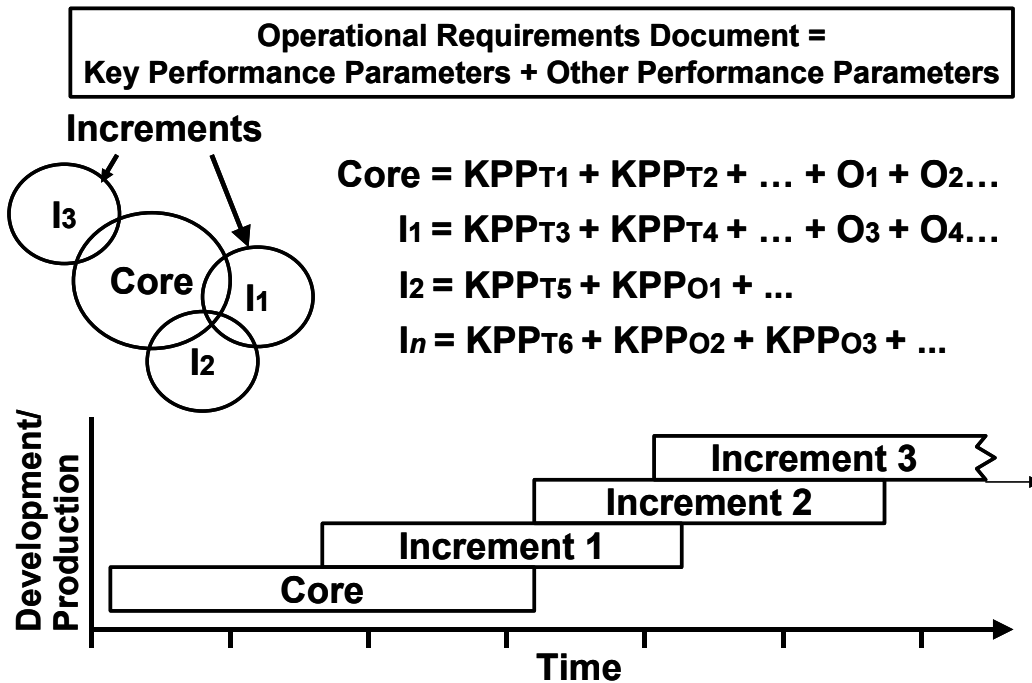 Operational Requirements Document =
Key Performance Parameters + Other Performance Parameters
Increments
I3
Core
I1
I2
Core = KPPT1 + KPPT2 + … + O1 + O2…
I1 = KPPT3 + KPPT4 + … + O3 + O4…
I2 = KPPT5 + KPPO1 + ...
In = KPPT6 + KPPO2 + KPPO3 + ...
Development/
Production
Increment 3
Increment 2
Increment 1
Core
Time